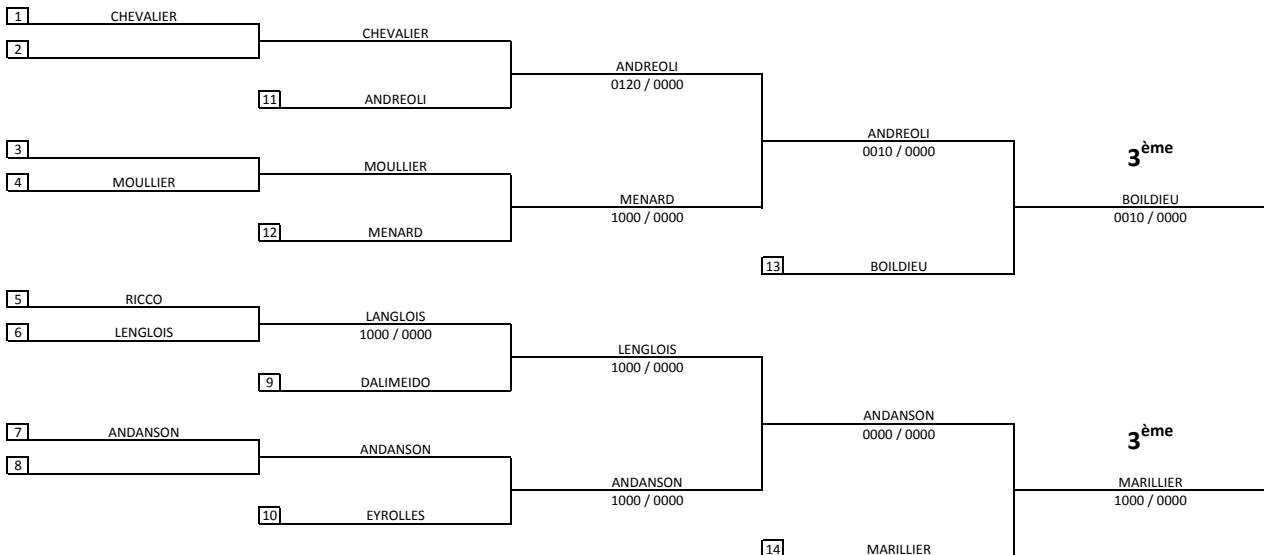 1 CHEVALIER
CHEVALIER
2
ANDREOLI
0120 / 0000
11 ANDREOLI
ANDREOLI
0010 / 0000
3
3ème
MOULLIER
4 MOULLIER
MENARD
1000 / 0000
BOILDIEU
0010 / 0000
12 MENARD
13 BOILDIEU
5 RICCO
LANGLOIS
1000 / 0000
6 LENGLOIS
LENGLOIS
1000 / 0000
9 DALIMEIDO
ANDANSON
0000 / 0000
7 ANDANSON
3ème
ANDANSON
8
ANDANSON
1000 / 0000
MARILLIER
1000 / 0000
10 EYROLLES
14 MARILLIER